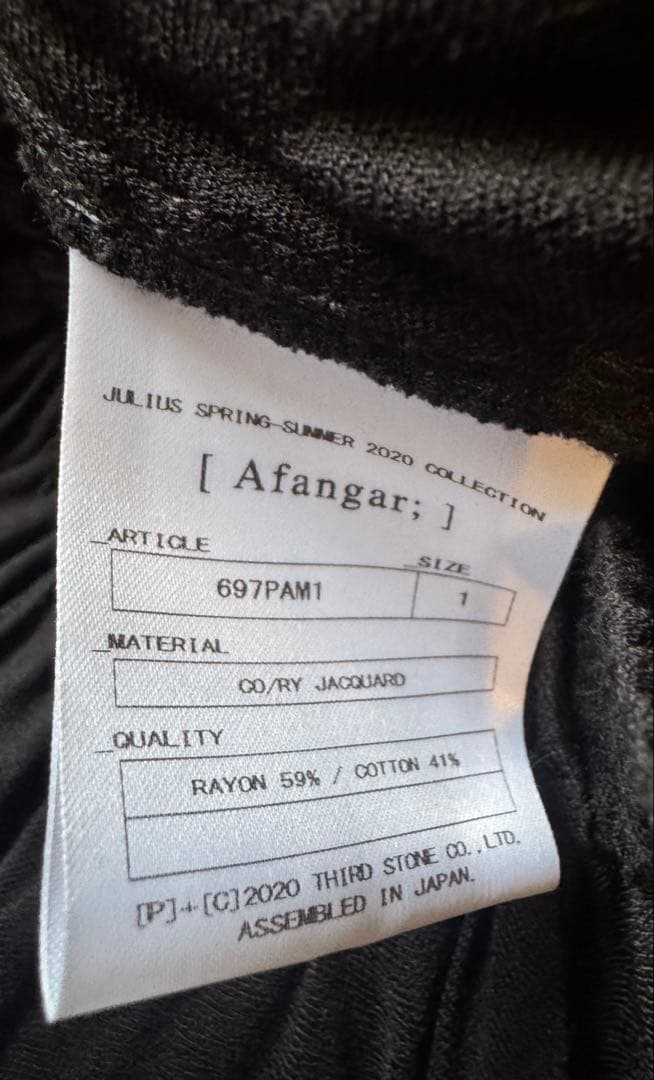 JULIUS SPRING-SUMMER 2020 COLLECTION
[ Afangar; ]
_ARTICLE _SIZE
697PAM1 1
_MATERIAL
CO/RY JACQUARD
_QUALITY
RAYON 59% / COTTON 41%
[P]+[C]2020 THIRD STONE CO.,LTD.
ASSEMBLED IN JAPAN.